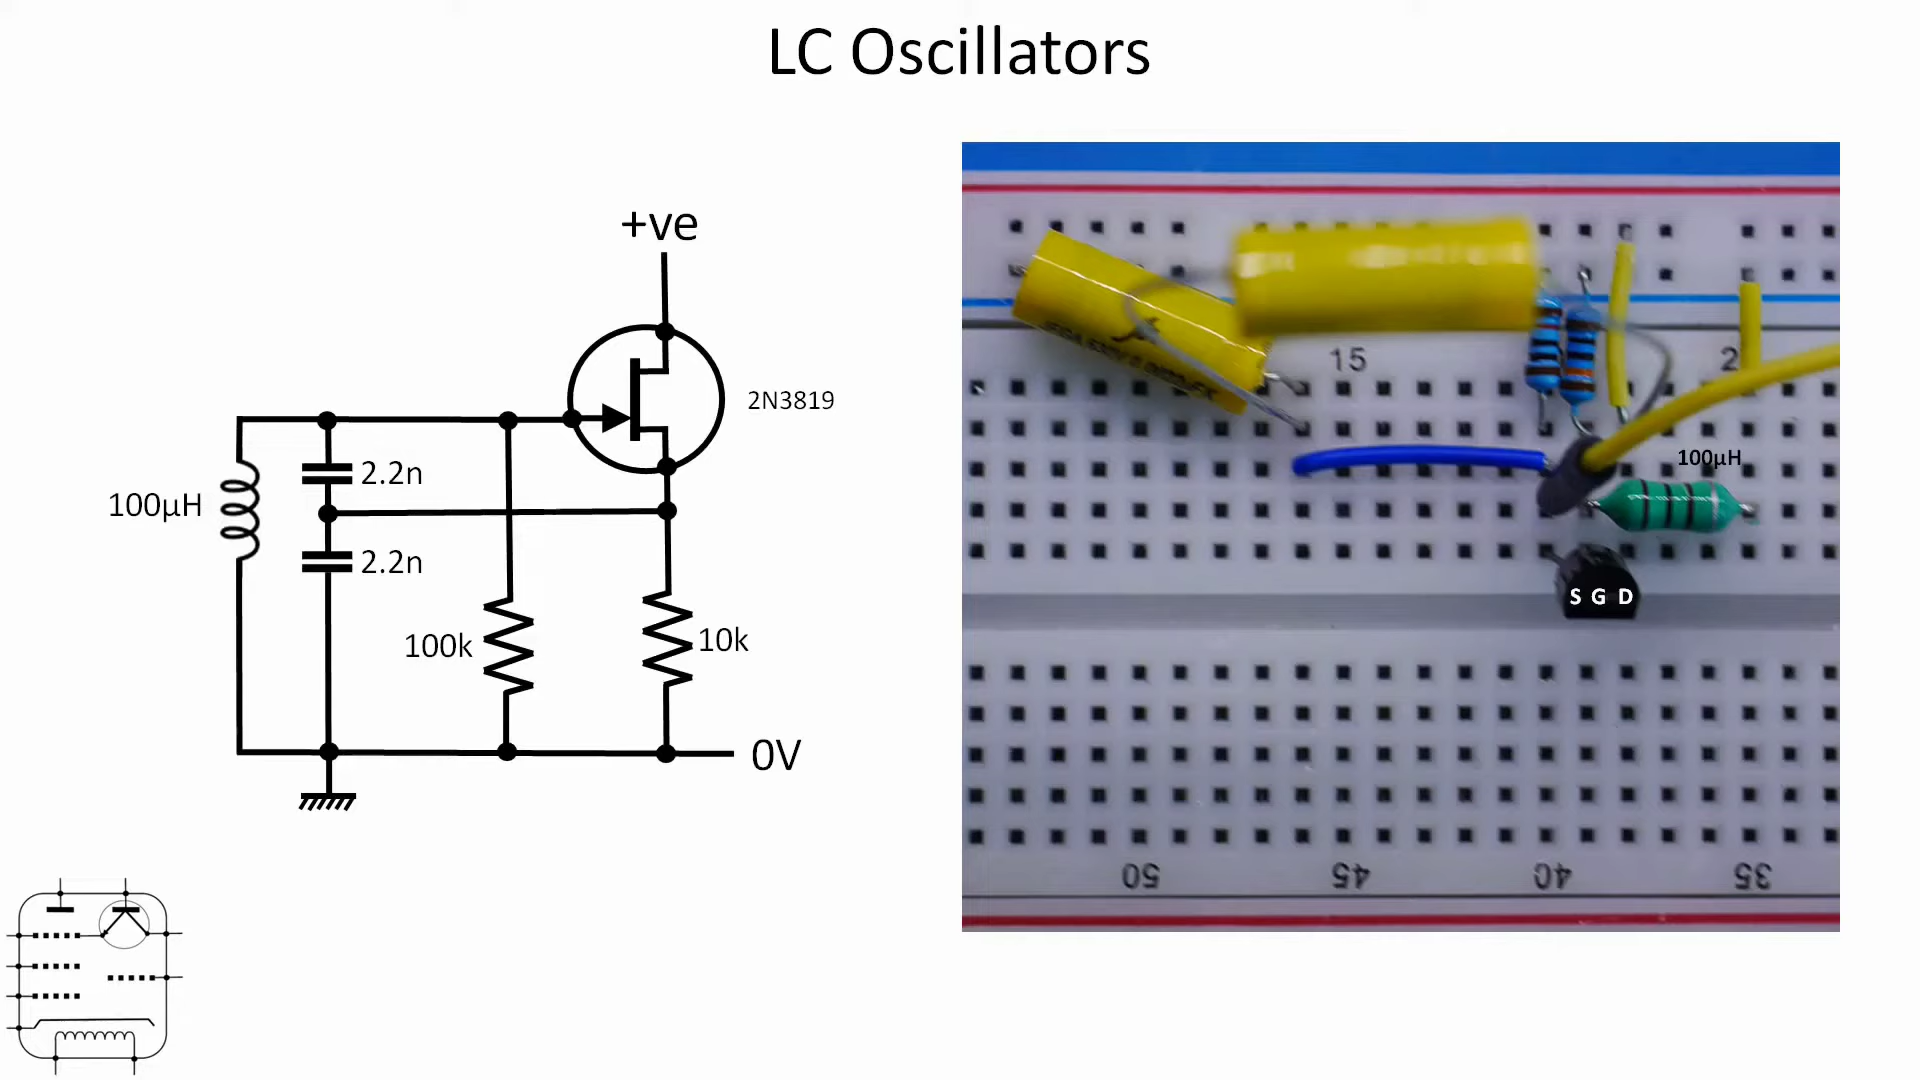 LC Oscillators
+ve
2N3819
100µH
2.2n
2.2n
100k
10k
0V
15
2
100µH
S G D
50
45
40
35